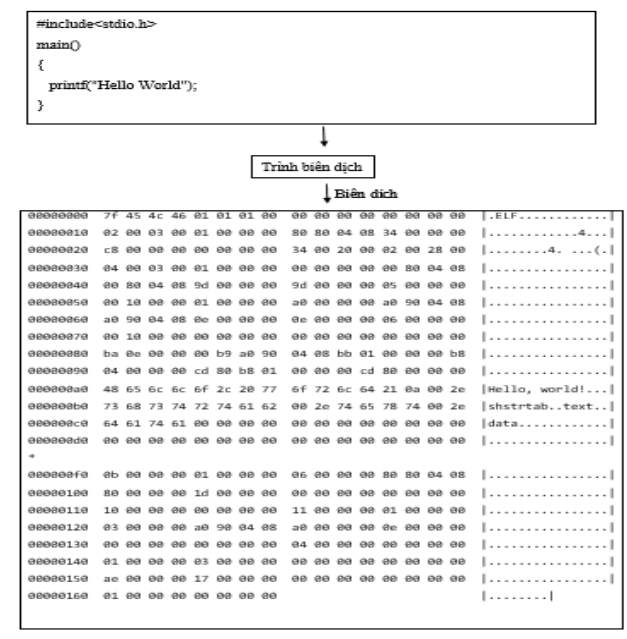 #include<stdio.h>
main()
{
printf("Hello World");
}
Trình biên dịch
Biên dich
00000000 7f 45 4c 46 01 01 01 00 00 00 00 00 00 00 00 00 |.ELF............|
00000010 02 00 03 00 01 00 00 00 80 80 04 08 34 00 00 00 |............4...|
00000020 c8 00 00 00 00 00 00 00 34 00 20 00 02 00 28 00 |........4. ...(.|
00000030 04 00 03 00 01 00 00 00 00 00 00 00 00 80 04 08 |................|
00000040 00 80 04 08 9d 00 00 00 9d 00 00 00 05 00 00 00 |................|
00000050 00 10 00 00 01 00 00 00 a0 00 00 00 a0 90 04 08 |................|
00000060 a0 90 04 08 0e 00 00 00 0e 00 00 00 06 00 00 00 |................|
00000070 00 10 00 00 00 00 00 00 00 00 00 00 00 00 00 00 |................|
00000080 ba 0e 00 00 00 b9 a0 90 04 08 bb 01 00 00 00 b8 |................|
00000090 04 00 00 00 cd 80 b8 01 00 00 00 cd 80 00 00 00 |................|
000000a0 48 65 6c 6c 6f 2c 20 77 6f 72 6c 64 21 0a 00 2e |Hello, world!...|
000000b0 73 68 73 74 72 74 61 62 00 2e 74 65 78 74 00 2e |shstrtab..text..|
000000c0 64 61 74 61 00 00 00 00 00 00 00 00 00 00 00 00 |data............|
000000d0 00 00 00 00 00 00 00 00 00 00 00 00 00 00 00 00 |................|
*
000000f0 0b 00 00 00 01 00 00 00 06 00 00 00 80 80 04 08 |................|
00000100 80 00 00 00 1d 00 00 00 00 00 00 00 00 00 00 00 |................|
00000110 10 00 00 00 00 00 00 00 11 00 00 00 01 00 00 00 |................|
00000120 03 00 00 00 a0 90 04 08 a0 00 00 00 0e 00 00 00 |................|
00000130 00 00 00 00 00 00 00 00 04 00 00 00 00 00 00 00 |................|
00000140 01 00 00 00 03 00 00 00 00 00 00 00 00 00 00 00 |................|
00000150 ae 00 00 00 17 00 00 00 00 00 00 00 00 00 00 00 |................|
00000160 01 00 00 00 00 00 00 00 |........|